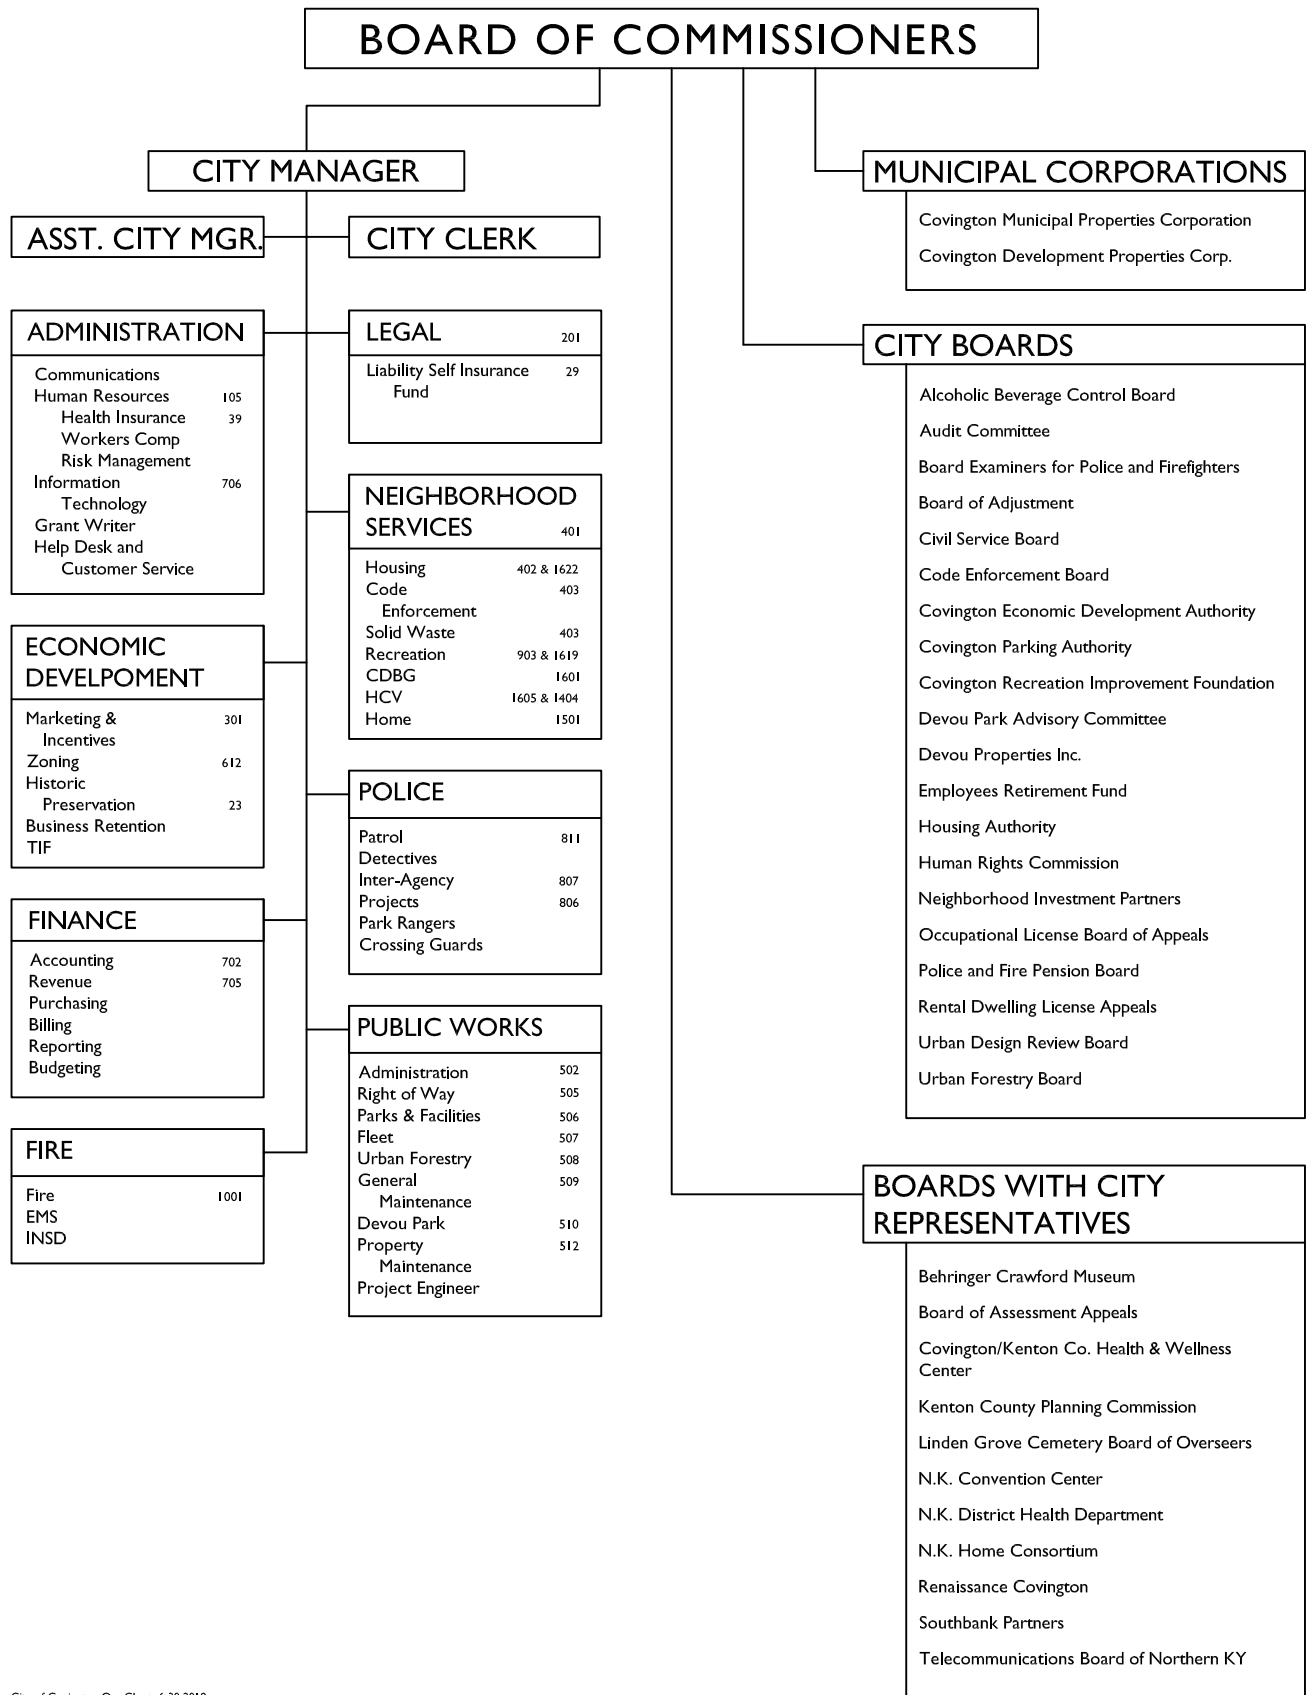 BOARD OF COMMISSIONERS
CITY MANAGER
ASST. CITY MGR.
CITY CLERK
ADMINISTRATION
Communications
Human Resources 105
Health Insurance 39
Workers Comp
Risk Management
Information 706
Technology
Grant Writer
Help Desk and
Customer Service
ECONOMIC
DEVELPOMENT
Marketing & 301
Incentives
Zoning 612
Historic
Preservation 23
Business Retention
TIF
FINANCE
Accounting 702
Revenue 705
Purchasing
Billing
Reporting
Budgeting
FIRE
Fire 1001
EMS
INSD
LEGAL 201
Liability Self Insurance 29
Fund
NEIGHBORHOOD
SERVICES 401
Housing 402 & 1622
Code 403
Enforcement
Solid Waste 403
Recreation 903 & 1619
CDBG 1601
HCV 1605 & 1404
Home 1501
POLICE
Patrol 811
Detectives
Inter-Agency 807
Projects 806
Park Rangers
Crossing Guards
PUBLIC WORKS
Administration 502
Right of Way 505
Parks & Facilities 506
Fleet 507
Urban Forestry 508
General 509
Maintenance
Devou Park 510
Property 512
Maintenance
Project Engineer
MUNICIPAL CORPORATIONS
Covington Municipal Properties Corporation
Covington Development Properties Corp.
CITY BOARDS
Alcoholic Beverage Control Board
Audit Committee
Board Examiners for Police and Firefighters
Board of Adjustment
Civil Service Board
Code Enforcement Board
Covington Economic Development Authority
Covington Parking Authority
Covington Recreation Improvement Foundation
Devou Park Advisory Committee
Devou Properties Inc.
Employees Retirement Fund
Housing Authority
Human Rights Commission
Neighborhood Investment Partners
Occupational License Board of Appeals
Police and Fire Pension Board
Rental Dwelling License Appeals
Urban Design Review Board
Urban Forestry Board
BOARDS WITH CITY
REPRESENTATIVES
Behringer Crawford Museum
Board of Assessment Appeals
Covington/Kenton Co. Health & Wellness
Center
Kenton County Planning Commission
Linden Grove Cemetery Board of Overseers
N.K. Convention Center
N.K. District Health Department
N.K. Home Consortium
Renaissance Covington
Southbank Partners
Telecommunications Board of Northern KY